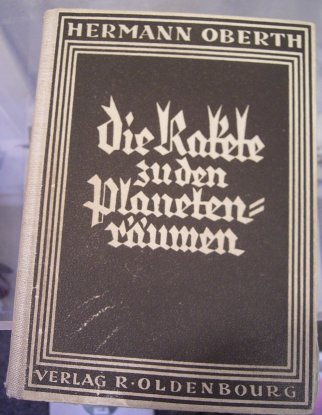 HERMANN OBERTH
Die Rakete
zu den
Planeten=
räumen
VERLAG R·OLDENBOURG